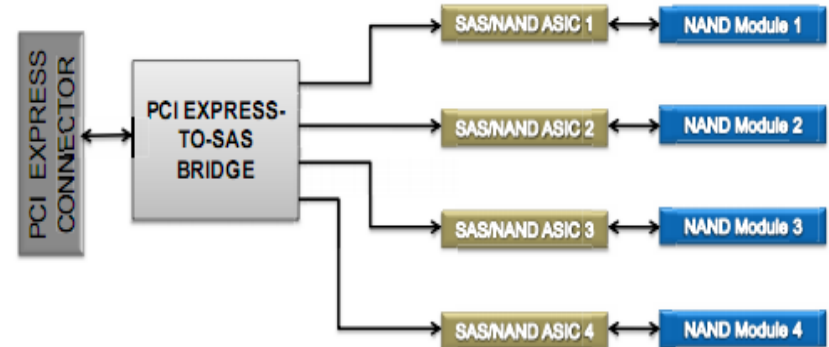 PCI EXPRESS
CONNECTOR
PCI EXPRESS-
TO-SAS
BRIDGE
SAS/NAND ASIC 1
NAND Module 1
SAS/NAND ASIC 2
NAND Module 2
SAS/NAND ASIC 3
NAND Module 3
SAS/NAND ASIC 4
NAND Module 4